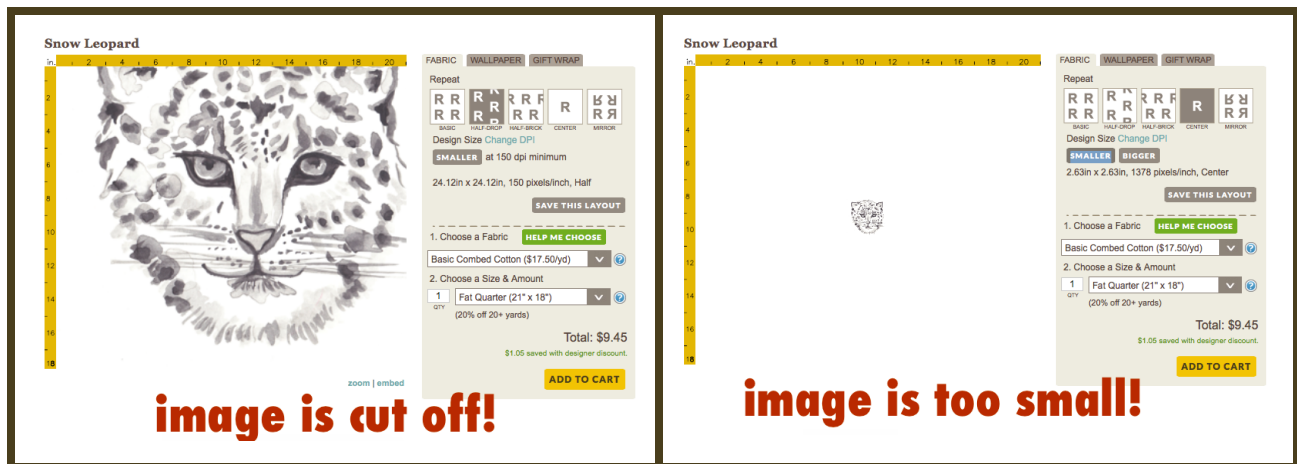 Snow Leopard
in. 2 4 6 8 10 12 14 16 18 20
2
4
6
8
10
12
14
16
18
FABRIC WALLPAPER GIFT WRAP
Repeat
R R R R R R R R R R
R R R R R R R R R
BASIC HALF-DROP HALF-BRICK CENTER MIRROR
Design Size Change DPI
SMALLER at 150 dpi minimum
24.12in x 24.12in, 150 pixels/inch, Half
SAVE THIS LAYOUT
1. Choose a Fabric HELP ME CHOOSE
Basic Combed Cotton ($17.50/yd) ?
2. Choose a Size & Amount
1 Fat Quarter (21" x 18") ?
QTY
(20% off 20+ yards)
Total: $9.45
$1.05 saved with designer discount.
ADD TO CART
zoom | embed
image is cut off!
Snow Leopard
in. 2 4 6 8 10 12 14 16 18 20
2
4
6
8
10
12
14
16
18
FABRIC WALLPAPER GIFT WRAP
Repeat
R R R R R R R R R R
R R R R R R R R R
BASIC HALF-DROP HALF-BRICK CENTER MIRROR
Design Size Change DPI
SMALLER BIGGER
2.63in x 2.63in, 1378 pixels/inch, Center
SAVE THIS LAYOUT
1. Choose a Fabric HELP ME CHOOSE
Basic Combed Cotton ($17.50/yd) ?
2. Choose a Size & Amount
1 Fat Quarter (21" x 18") ?
QTY
(20% off 20+ yards)
Total: $9.45
$1.05 saved with designer discount.
ADD TO CART
image is too small!